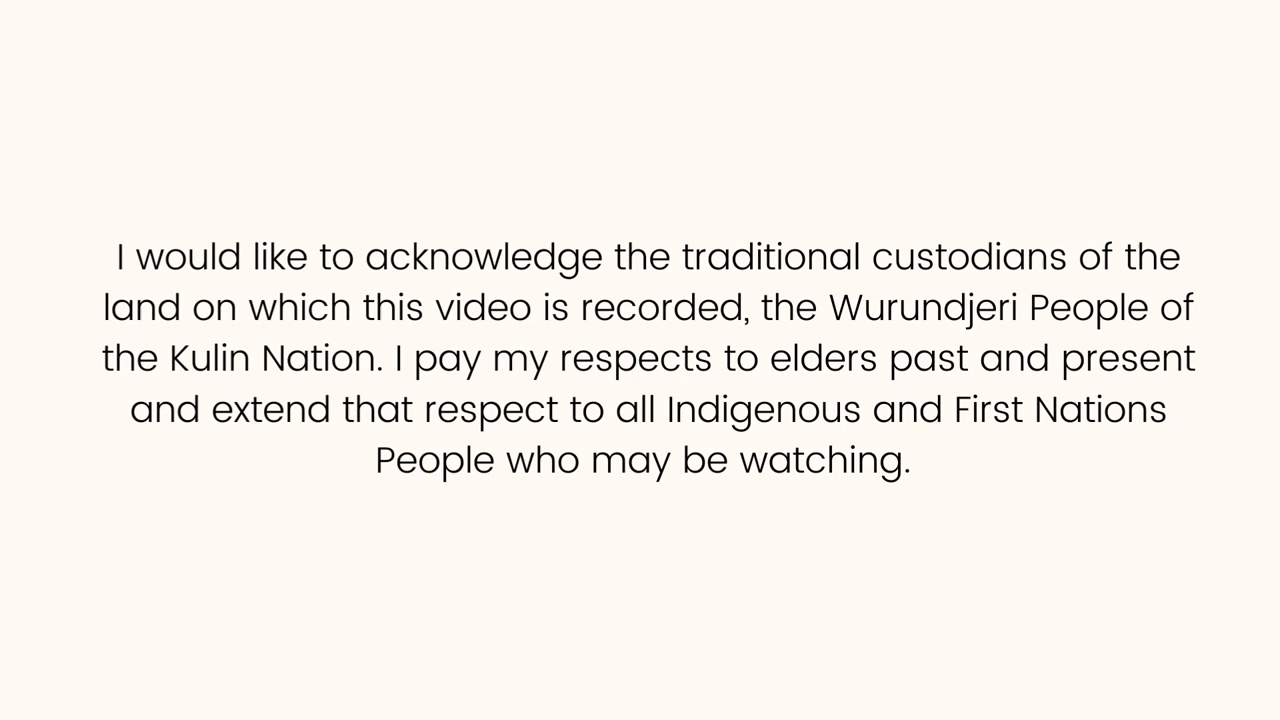 I would like to acknowledge the traditional custodians of the
land on which this video is recorded, the Wurundjeri People of
the Kulin Nation. I pay my respects to elders past and present
and extend that respect to all Indigenous and First Nations
People who may be watching.